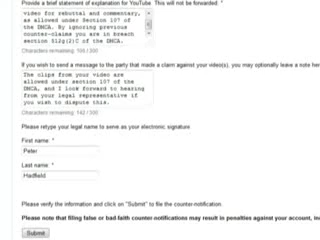 Provide a brief statement of explanation for YouTube. This will not be forwarded. *
video for rebuttal and commentary,
as allowed under Section 107 of
the DMCA. By ignoring previous
counter-claims you are in breach
section 512g(2)C of the DMCA.
Characters remaining: 105 / 300
If you wish to send a message to the party that made a claim against your video(s), you may optionally leave a note here
The clips from your video are
allowed under section 107 of the
DMCA, and I look forward to hearing
from your legal representative if
you wish to dispute this.
Characters remaining: 142 / 300
Please retype your legal name to serve as your electronic signature
First name: *
Peter
Last name: *
Hadfield
Please verify the information and click on "Submit" to file the counter-notification.
Please note that filing false or bad-faith counter-notifications may result in penalties against your account, inc
Submit